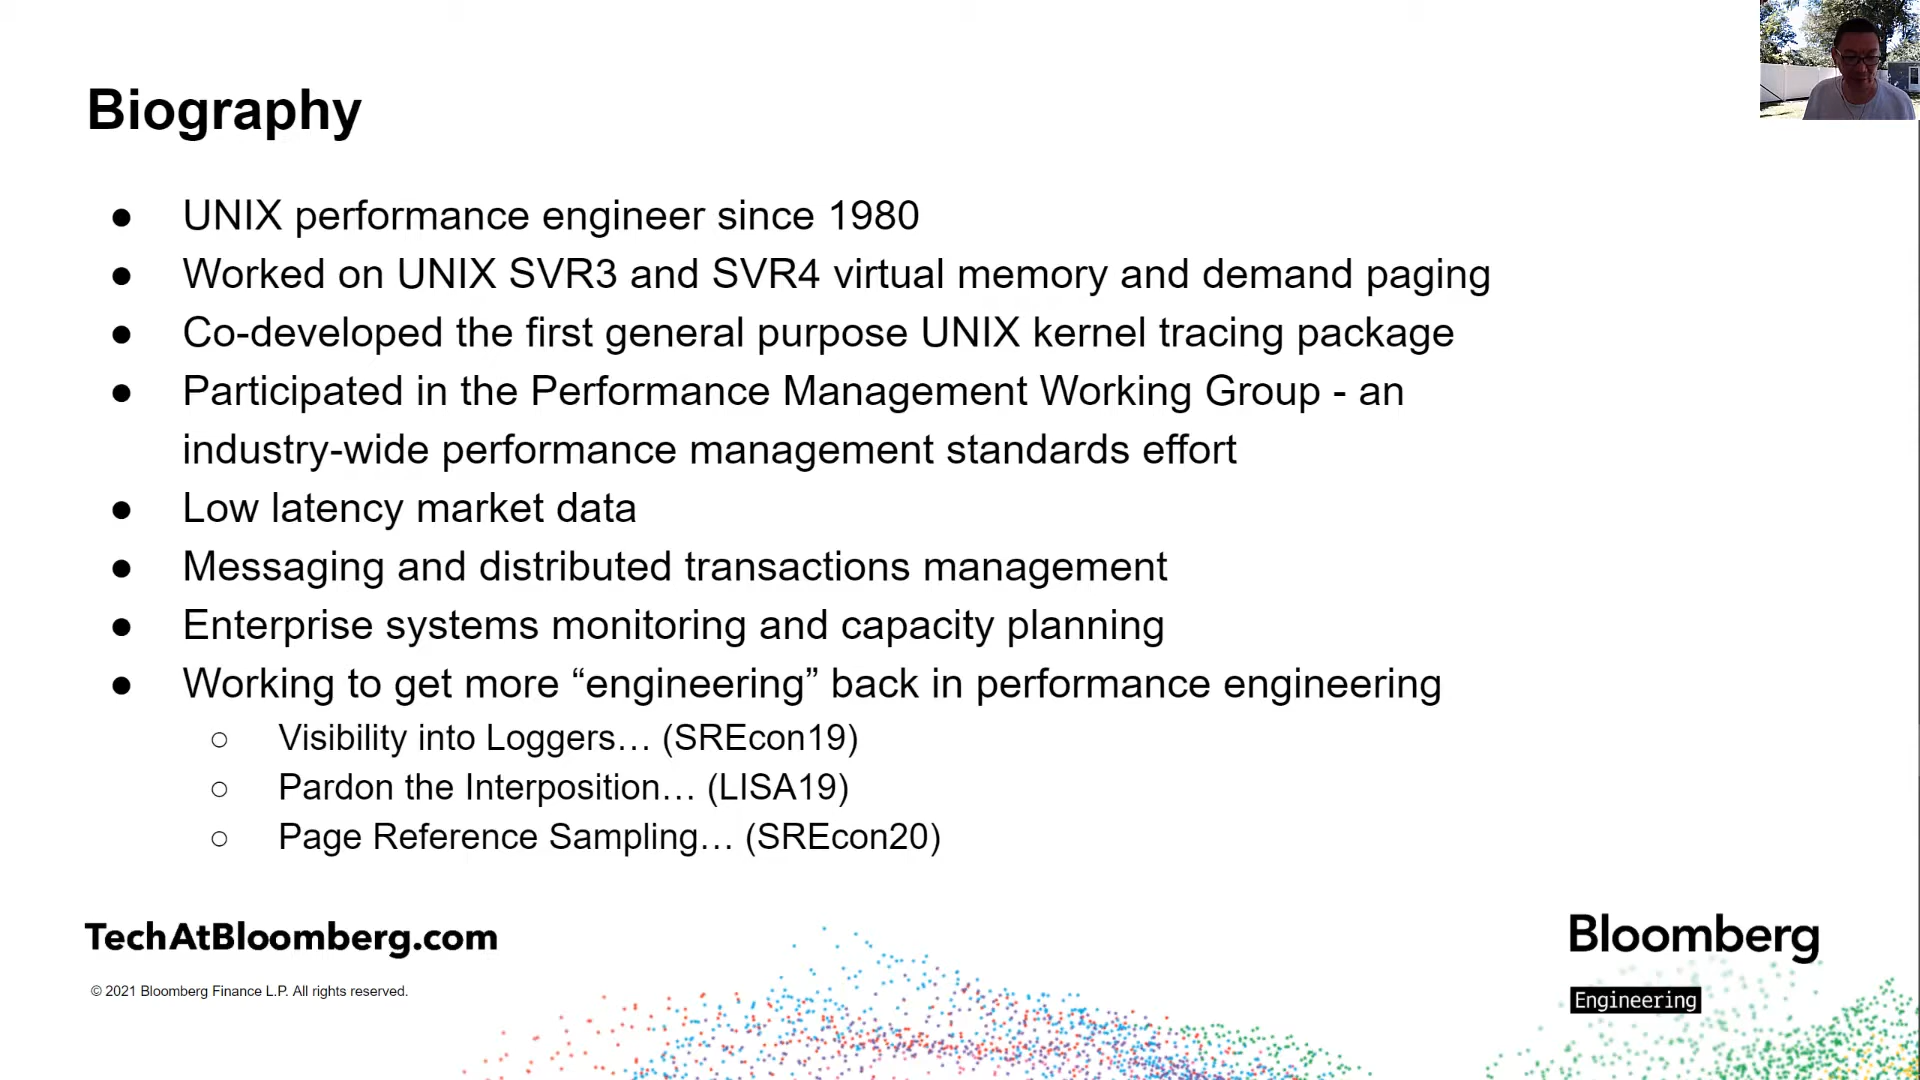 Biography
● UNIX performance engineer since 1980
● Worked on UNIX SVR3 and SVR4 virtual memory and demand paging
● Co-developed the first general purpose UNIX kernel tracing package
● Participated in the Performance Management Working Group - an
industry-wide performance management standards effort
● Low latency market data
● Messaging and distributed transactions management
● Enterprise systems monitoring and capacity planning
● Working to get more “engineering” back in performance engineering
○ Visibility into Loggers… (SREcon19)
○ Pardon the Interposition… (LISA19)
○ Page Reference Sampling… (SREcon20)
TechAtBloomberg.com
© 2021 Bloomberg Finance L.P. All rights reserved.
Bloomberg
Engineering